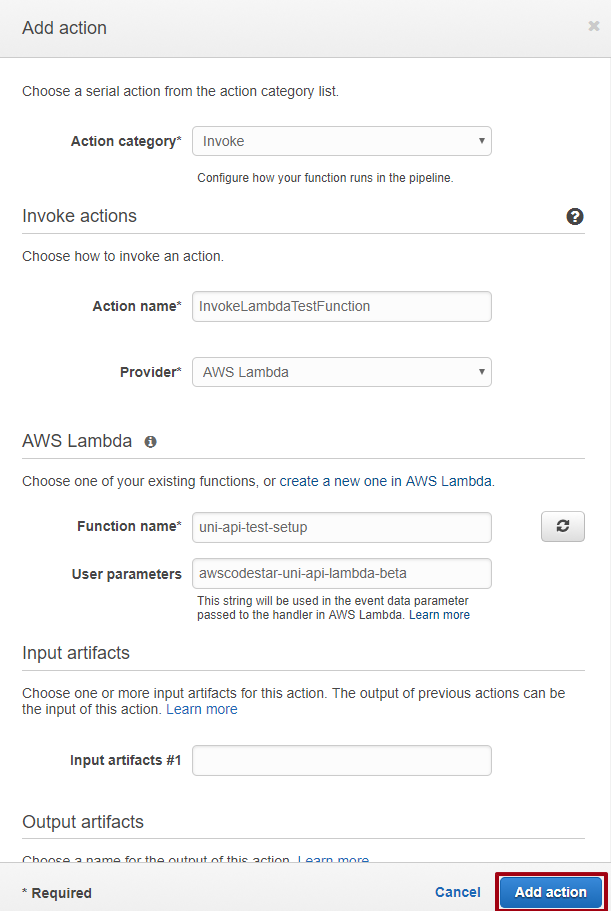 Add action
Choose a serial action from the action category list.
Action category* Invoke
Configure how your function runs in the pipeline.
Invoke actions
Choose how to invoke an action.
Action name* InvokeLambdaTestFunction
Provider* AWS Lambda
AWS Lambda
Choose one of your existing functions, or create a new one in AWS Lambda.
Function name* uni-api-test-setup
User parameters awscodestar-uni-api-lambda-beta
This string will be used in the event data parameter
passed to the handler in AWS Lambda. Learn more
Input artifacts
Choose one or more input artifacts for this action. The output of previous actions can be
the input of this action. Learn more
Input artifacts #1
Output artifacts
Choose a name for the output of this action. Learn more
* Required Cancel Add action